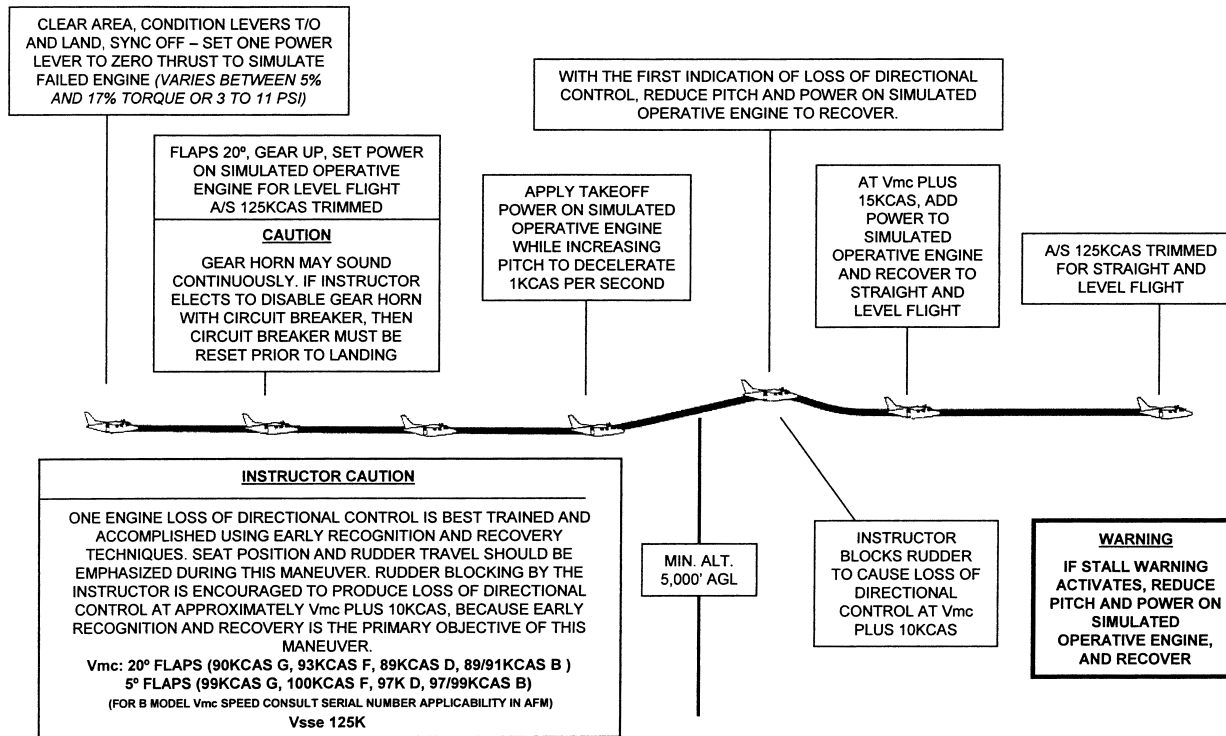 CLEAR AREA, CONDITION LEVERS T/O
AND LAND, SYNC OFF – SET ONE POWER
LEVER TO ZERO THRUST TO SIMULATE
FAILED ENGINE (VARIES BETWEEN 5%
AND 17% TORQUE OR 3 TO 11 PSI)
FLAPS 20º, GEAR UP, SET POWER
ON SIMULATED OPERATIVE
ENGINE FOR LEVEL FLIGHT
A/S 125KCAS TRIMMED
CAUTION
GEAR HORN MAY SOUND
CONTINUOUSLY. IF INSTRUCTOR
ELECTS TO DISABLE GEAR HORN
WITH CIRCUIT BREAKER, THEN
CIRCUIT BREAKER MUST BE
RESET PRIOR TO LANDING
APPLY TAKEOFF
POWER ON SIMULATED
OPERATIVE ENGINE
WHILE INCREASING
PITCH TO DECELERATE
1KCAS PER SECOND
WITH THE FIRST INDICATION OF LOSS OF DIRECTIONAL
CONTROL, REDUCE PITCH AND POWER ON SIMULATED
OPERATIVE ENGINE TO RECOVER.
AT Vmc PLUS
15KCAS, ADD
POWER TO
SIMULATED
OPERATIVE ENGINE
AND RECOVER TO
STRAIGHT AND
LEVEL FLIGHT
A/S 125KCAS TRIMMED
FOR STRAIGHT AND
LEVEL FLIGHT
INSTRUCTOR CAUTION
ONE ENGINE LOSS OF DIRECTIONAL CONTROL IS BEST TRAINED AND
ACCOMPLISHED USING EARLY RECOGNITION AND RECOVERY
TECHNIQUES. SEAT POSITION AND RUDDER TRAVEL SHOULD BE
EMPHASIZED DURING THIS MANEUVER. RUDDER BLOCKING BY THE
INSTRUCTOR IS ENCOURAGED TO PRODUCE LOSS OF DIRECTIONAL
CONTROL AT APPROXIMATELY Vmc PLUS 10KCAS, BECAUSE EARLY
RECOGNITION AND RECOVERY IS THE PRIMARY OBJECTIVE OF THIS
MANEUVER.
Vmc: 20º FLAPS (90KCAS G, 93KCAS F, 89KCAS D, 89/91KCAS B )
5º FLAPS (99KCAS G, 100KCAS F, 97K D, 97/99KCAS B)
(FOR B MODEL Vmc SPEED CONSULT SERIAL NUMBER APPLICABILITY IN AFM)
Vsse 125K
MIN. ALT.
5,000' AGL
INSTRUCTOR
BLOCKS RUDDER
TO CAUSE LOSS OF
DIRECTIONAL
CONTROL AT Vmc
PLUS 10KCAS
WARNING
IF STALL WARNING
ACTIVATES, REDUCE
PITCH AND POWER ON
SIMULATED
OPERATIVE ENGINE,
AND RECOVER